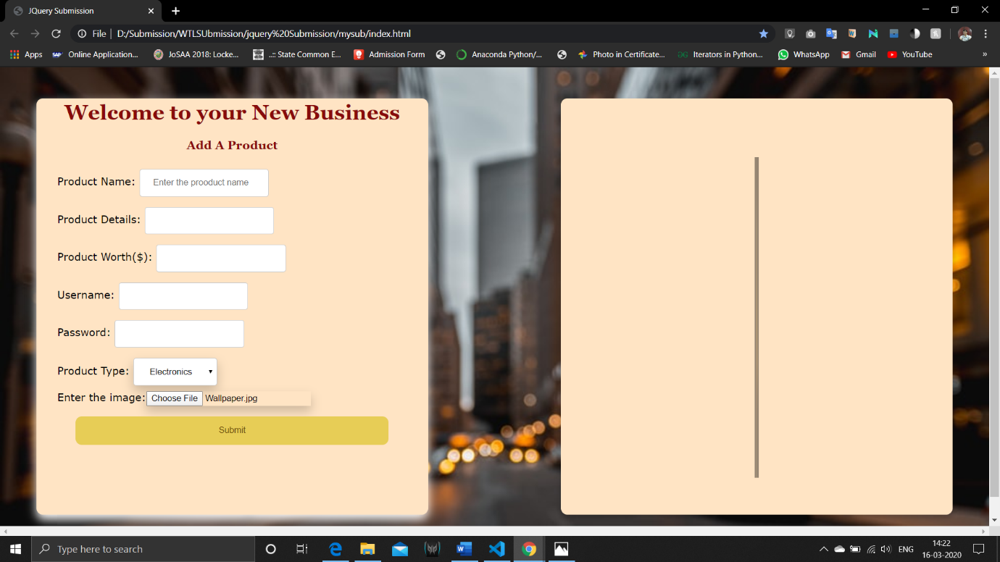 JQuery Submission
File | D:/Submission/WTLSUbmission/jquery%20Submission/mysub/index.html
Apps Online Application... JoSAA 2018: Locke... ..:: State Common E... Admission Form Anaconda Python/... Photo in Certificate... Iterators in Python... WhatsApp Gmail YouTube »
Welcome to your New Business
Add A Product
Product Name: Enter the prooduct name
Product Details:
Product Worth($):
Username:
Password:
Product Type: Electronics
Enter the image: Choose File Wallpaper.jpg
Submit
Type here to search
ENG
14:22
16-03-2020